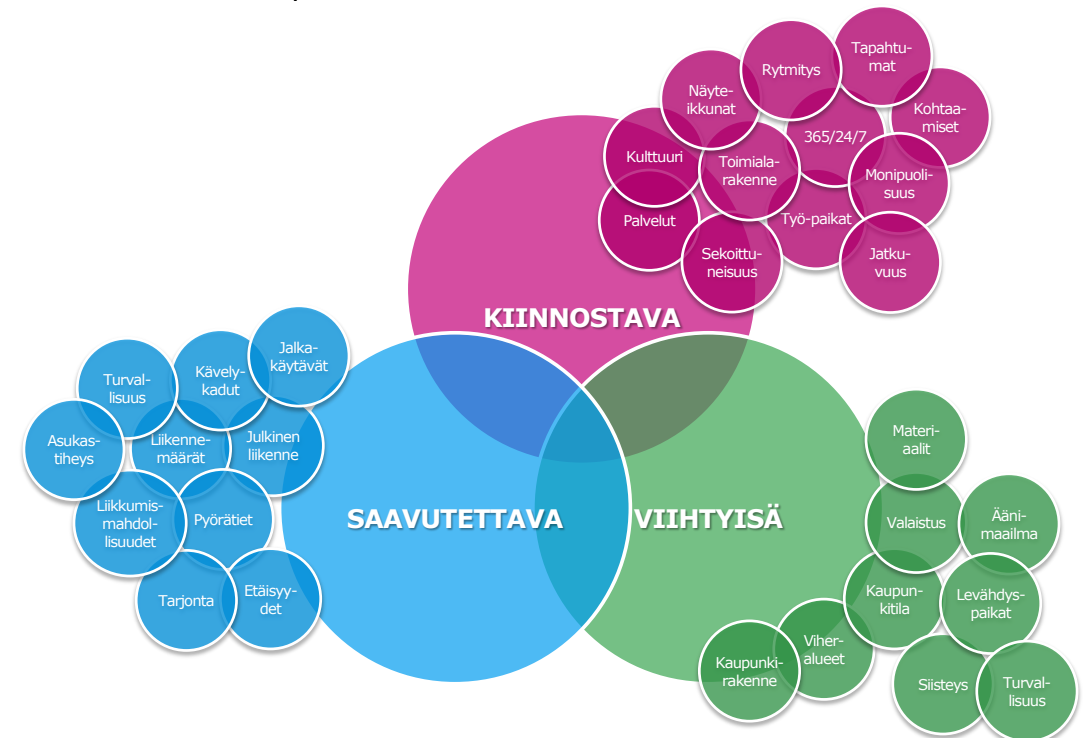 Tapahtu-
mat
Rytmitys
Näyte-
ikkunat
Kohtaa-
miset
365/24/7
Kulttuuri
Toimiala-
rakenne
Monipuoli-
suus
Palvelut
Työ-paikat
Sekoittu-
neisuus
Jatku-
vuus
KIINNOSTAVA
Jalka-
käytävät
Kävely-
kadut
Turval-
lisuus
Asukas-
tiheys
Liikenne-
määrät
Julkinen
liikenne
Liikkumis-
mahdol-
lisuudet
Pyörätiet
Tarjonta
Etäisyy-
det
SAAVUTETTAVA
VIIHTYISÄ
Materi-
aalit
Valaistus
Ääni-
maailma
Kaupun-
kitila
Levähdys-
paikat
Viher-
alueet
Kaupunki-
rakenne
Siisteys
Turval-
lisuus